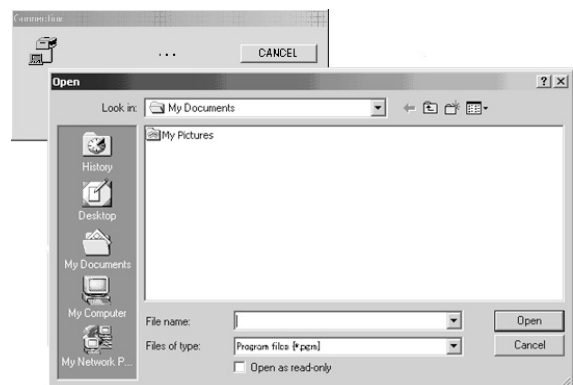 Connection
...
CANCEL
Open
Look in:
My Documents
My Pictures
History
Desktop
My Documents
My Computer
My Network P...
File name:
Open
Files of type:
Program files (*.pgm)
Cancel
Open as read-only